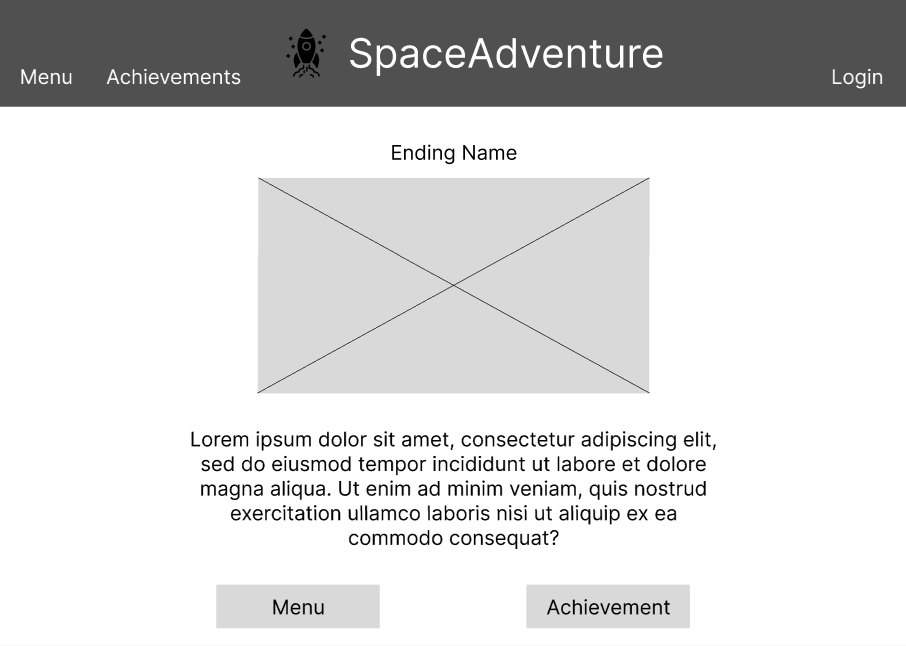 SpaceAdventure
Menu
Achievements
Login
Ending Name
Lorem ipsum dolor sit amet, consectetur adipiscing elit,
sed do eiusmod tempor incididunt ut labore et dolore
magna aliqua. Ut enim ad minim veniam, quis nostrud
exercitation ullamco laboris nisi ut aliquip ex ea
commodo consequat?
Menu
Achievement